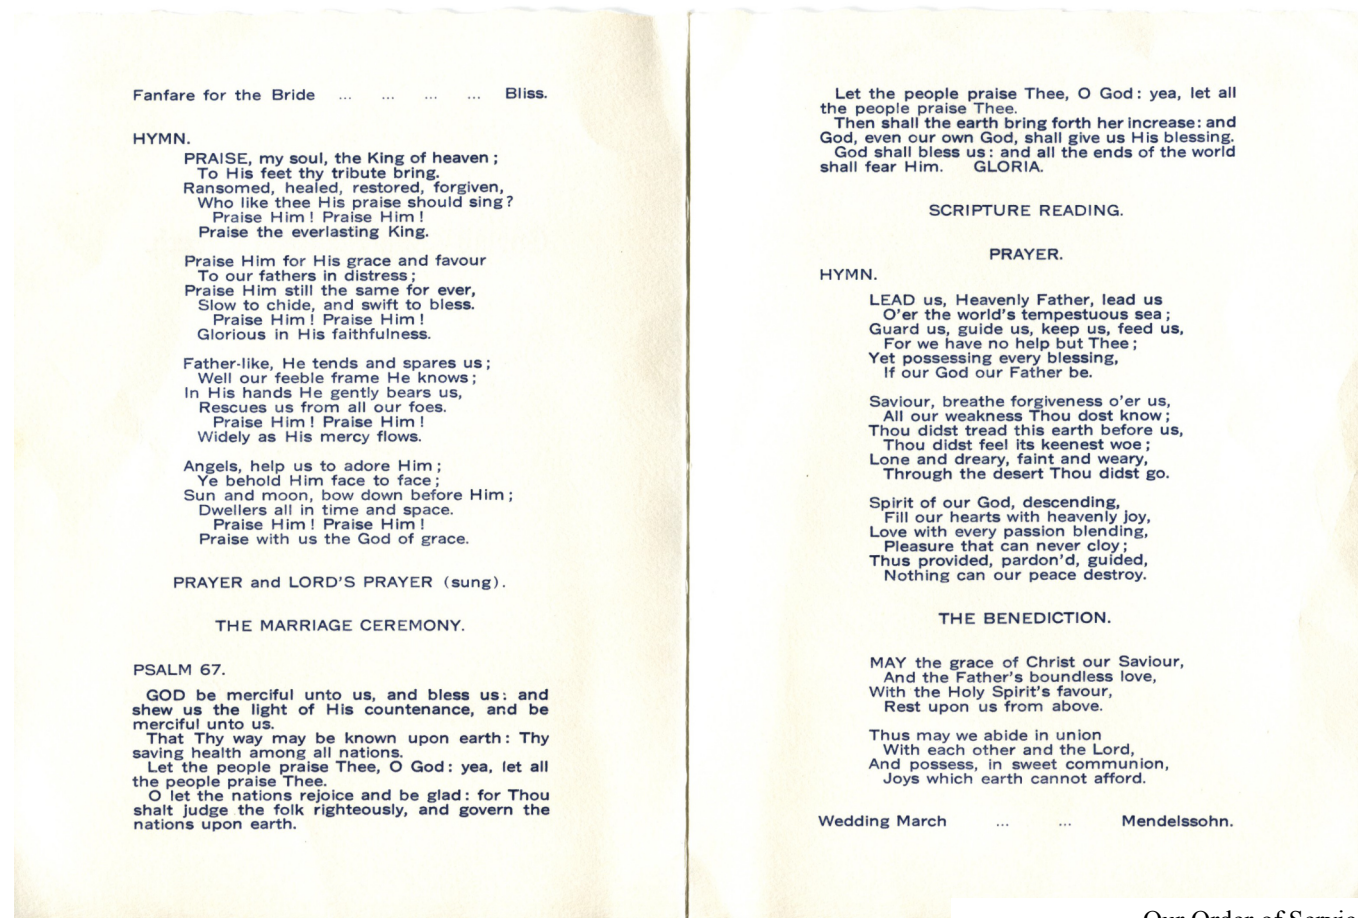 Fanfare for the Bride ... ... ... ... Bliss.
HYMN.
PRAISE, my soul, the King of heaven ;
To His feet thy tribute bring.
Ransomed, healed, restored, forgiven,
Who like thee His praise should sing ?
Praise Him ! Praise Him !
Praise the everlasting King.
Praise Him for His grace and favour
To our fathers in distress ;
Praise Him still the same for ever,
Slow to chide, and swift to bless.
Praise Him ! Praise Him !
Glorious in His faithfulness.
Father-like, He tends and spares us ;
Well our feeble frame He knows ;
In His hands He gently bears us,
Rescues us from all our foes.
Praise Him ! Praise Him !
Widely as His mercy flows.
Angels, help us to adore Him ;
Ye behold Him face to face ;
Sun and moon, bow down before Him ;
Dwellers all in time and space.
Praise Him ! Praise Him !
Praise with us the God of grace.
PRAYER and LORD'S PRAYER (sung).
THE MARRIAGE CEREMONY.
PSALM 67.
GOD be merciful unto us, and bless us : and
shew us the light of His countenance, and be
merciful unto us.
That Thy way may be known upon earth : Thy
saving health among all nations.
Let the people praise Thee, O God : yea, let all
the people praise Thee.
O let the nations rejoice and be glad : for Thou
shalt judge the folk righteously, and govern the
nations upon earth.
Let the people praise Thee, O God : yea, let all
the people praise Thee.
Then shall the earth bring forth her increase : and
God, even our own God, shall give us His blessing.
God shall bless us : and all the ends of the world
shall fear Him. GLORIA.
SCRIPTURE READING.
PRAYER.
HYMN.
LEAD us, Heavenly Father, lead us
O'er the world's tempestuous sea ;
Guard us, guide us, keep us, feed us,
For we have no help but Thee ;
Yet possessing every blessing,
If our God our Father be.
Saviour, breathe forgiveness o'er us,
All our weakness Thou dost know ;
Thou didst tread this earth before us,
Thou didst feel its keenest woe ;
Lone and dreary, faint and weary,
Through the desert Thou didst go.
Spirit of our God, descending,
Fill our hearts with heavenly joy,
Love with every passion blending,
Pleasure that can never cloy ;
Thus provided, pardon'd, guided,
Nothing can our peace destroy.
THE BENEDICTION.
MAY the grace of Christ our Saviour,
And the Father's boundless love,
With the Holy Spirit's favour,
Rest upon us from above.
Thus may we abide in union
With each other and the Lord,
And possess, in sweet communion,
Joys which earth cannot afford.
Wedding March ... ... Mendelssohn.
Our Order of